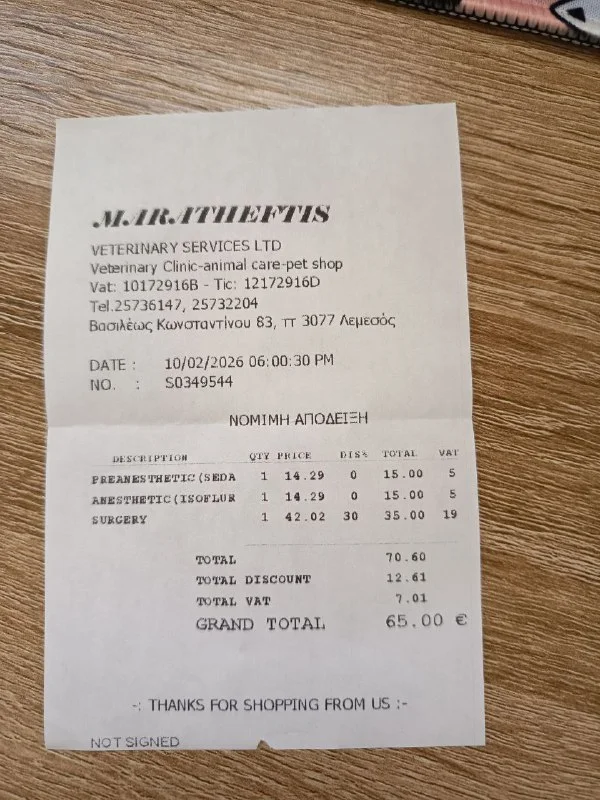 MARATHEFTIS
VETERINARY SERVICES LTD
Veterinary Clinic-animal care-pet shop
Vat: 10172916B - Tic: 12172916D
Tel.25736147, 25732204
Βασιλέως Κωνσταντίνου 83, ττ 3077 Λεμεσός
DATE : 10/02/2026 06:00:30 PM
NO. : S0349544
ΝΟΜΙΜΗ ΑΠΟΔΕΙΞΗ
DESCRIPTION QTY PRICE DIS% TOTAL VAT
PREANESTHETIC(SEDA 1 14.29 0 15.00 5
ANESTHETIC(ISOFLUR 1 14.29 0 15.00 5
SURGERY 1 42.02 30 35.00 19
TOTAL 70.60
TOTAL DISCOUNT 12.61
TOTAL VAT 7.01
GRAND TOTAL 65.00 €
-: THANKS FOR SHOPPING FROM US :-
NOT SIGNED